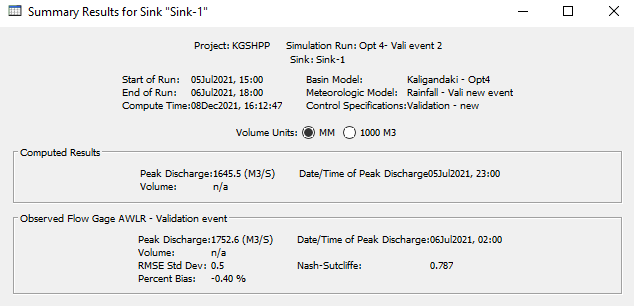 Summary Results for Sink "Sink-1"
Project: KGSHPP Simulation Run: Opt 4- Vali event 2
Sink: Sink-1
Start of Run: 05Jul2021, 15:00 Basin Model: Kaligandaki - Opt4
End of Run: 06Jul2021, 18:00 Meteorologic Model: Rainfall - Vali new event
Compute Time:08Dec2021, 16:12:47 Control Specifications:Validation - new
Volume Units: MM 1000 M3
Computed Results
Peak Discharge:1645.5 (M3/S) Date/Time of Peak Discharge05Jul2021, 23:00
Volume: n/a
Observed Flow Gage AWLR - Validation event
Peak Discharge:1752.6 (M3/S) Date/Time of Peak Discharge:06Jul2021, 02:00
Volume: n/a
RMSE Std Dev: 0.5 Nash-Sutcliffe: 0.787
Percent Bias: -0.40 %